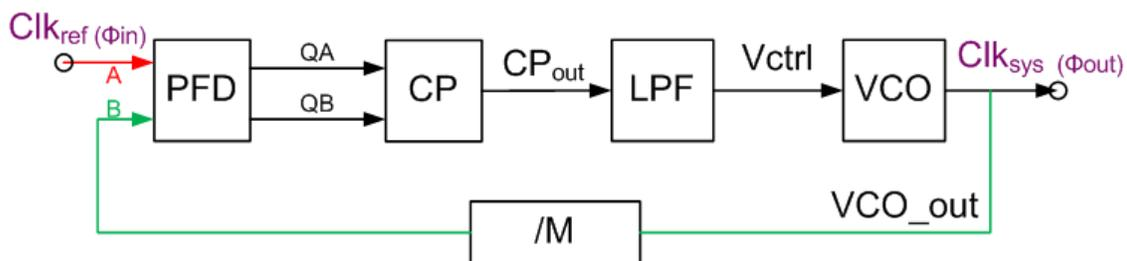 Clkref (Φin)
A
B
PFD
QA
QB
CP
CPout
LPF
Vctrl
VCO
Clksys (Φout)
VCO_out
/M